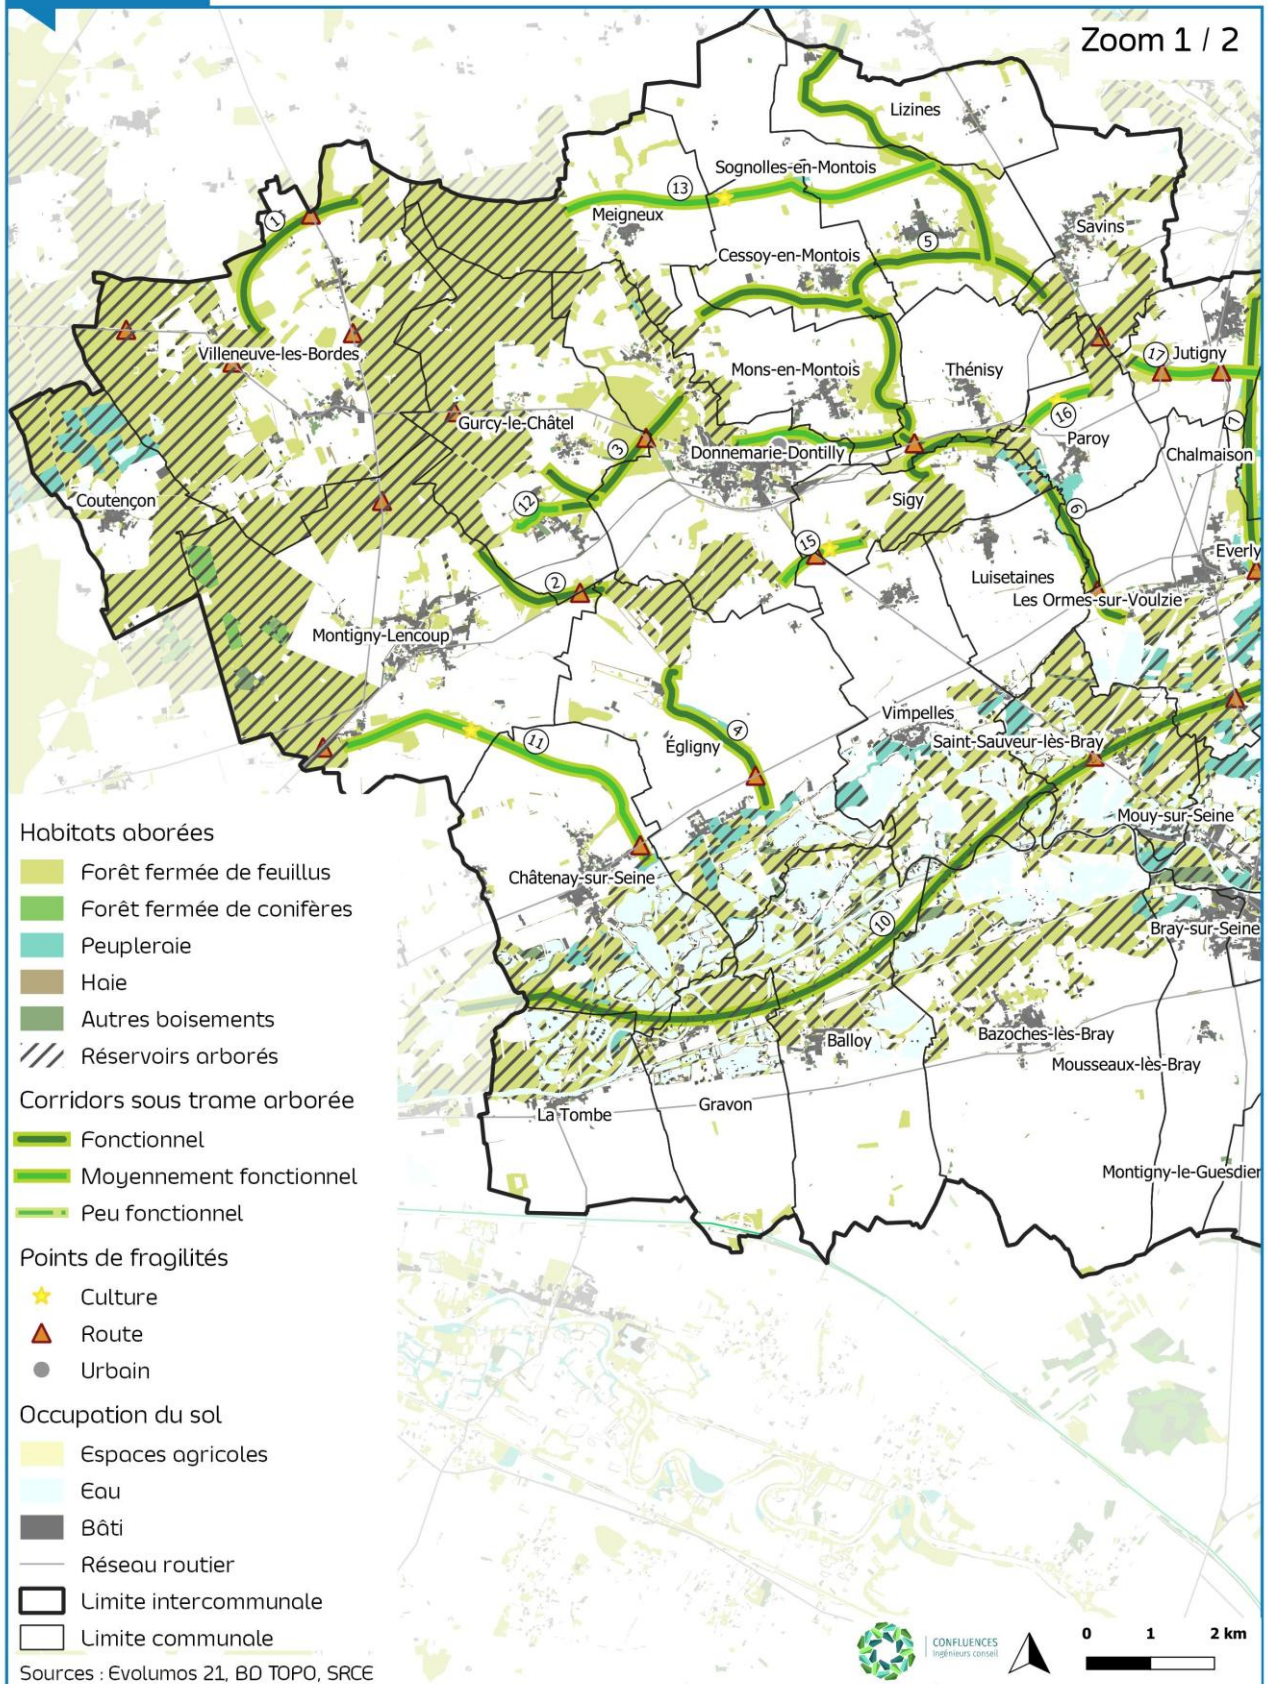 Zoom 1 / 2
Lizines
Sognolles-en-Montois
13
Meigneux
1
Savins
5
Cessoy-en-Montois
Villeneuve-les-Bordes
17
Jutigny
Mons-en-Montois
Thénisy
16
7
Gurcy-le-Châtel
Paroy
3
Donnemarie-Dontilly
Chalmaison
Coutençon
12
Sigy
6
15
Everly
2
Luisetaines
Les Ormes-sur-Voulzie
Montigny-Lencoup
Vimpelles
4
11
Égligny
Saint-Sauveur-lès-Bray
Mouy-sur-Seine
Châtenay-sur-Seine
10
Bray-sur-Seine
Balloy
Bazoches-lès-Bray
Mousseaux-lès-Bray
Gravon
La Tombe
Montigny-le-Guesdier
Habitats aborées
Forêt fermée de feuillus
Forêt fermée de conifères
Peupleraie
Haie
Autres boisements
Réservoirs arborés
Corridors sous trame arborée
Fonctionnel
Moyennement fonctionnel
Peu fonctionnel
Points de fragilités
Culture
Route
Urbain
Occupation du sol
Espaces agricoles
Eau
Bâti
Réseau routier
Limite intercommunale
Limite communale
Sources : Evolumos 21, BD TOPO, SRCE
CONFLUENCES
Ingénieurs conseil
0 1 2 km